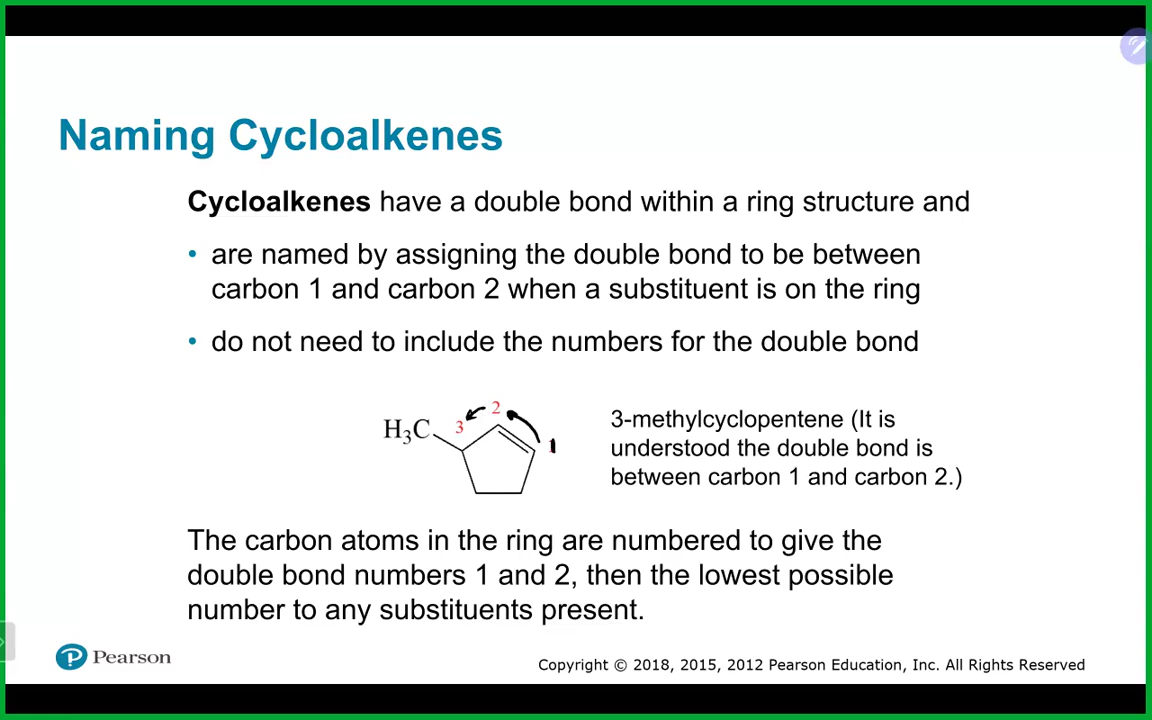 Naming Cycloalkenes
Cycloalkenes have a double bond within a ring structure and
• are named by assigning the double bond to be between
carbon 1 and carbon 2 when a substituent is on the ring
• do not need to include the numbers for the double bond
2
H₃C 3
1
3-methylcyclopentene (It is
understood the double bond is
between carbon 1 and carbon 2.)
The carbon atoms in the ring are numbered to give the
double bond numbers 1 and 2, then the lowest possible
number to any substituents present.
P Pearson
Copyright © 2018, 2015, 2012 Pearson Education, Inc. All Rights Reserved